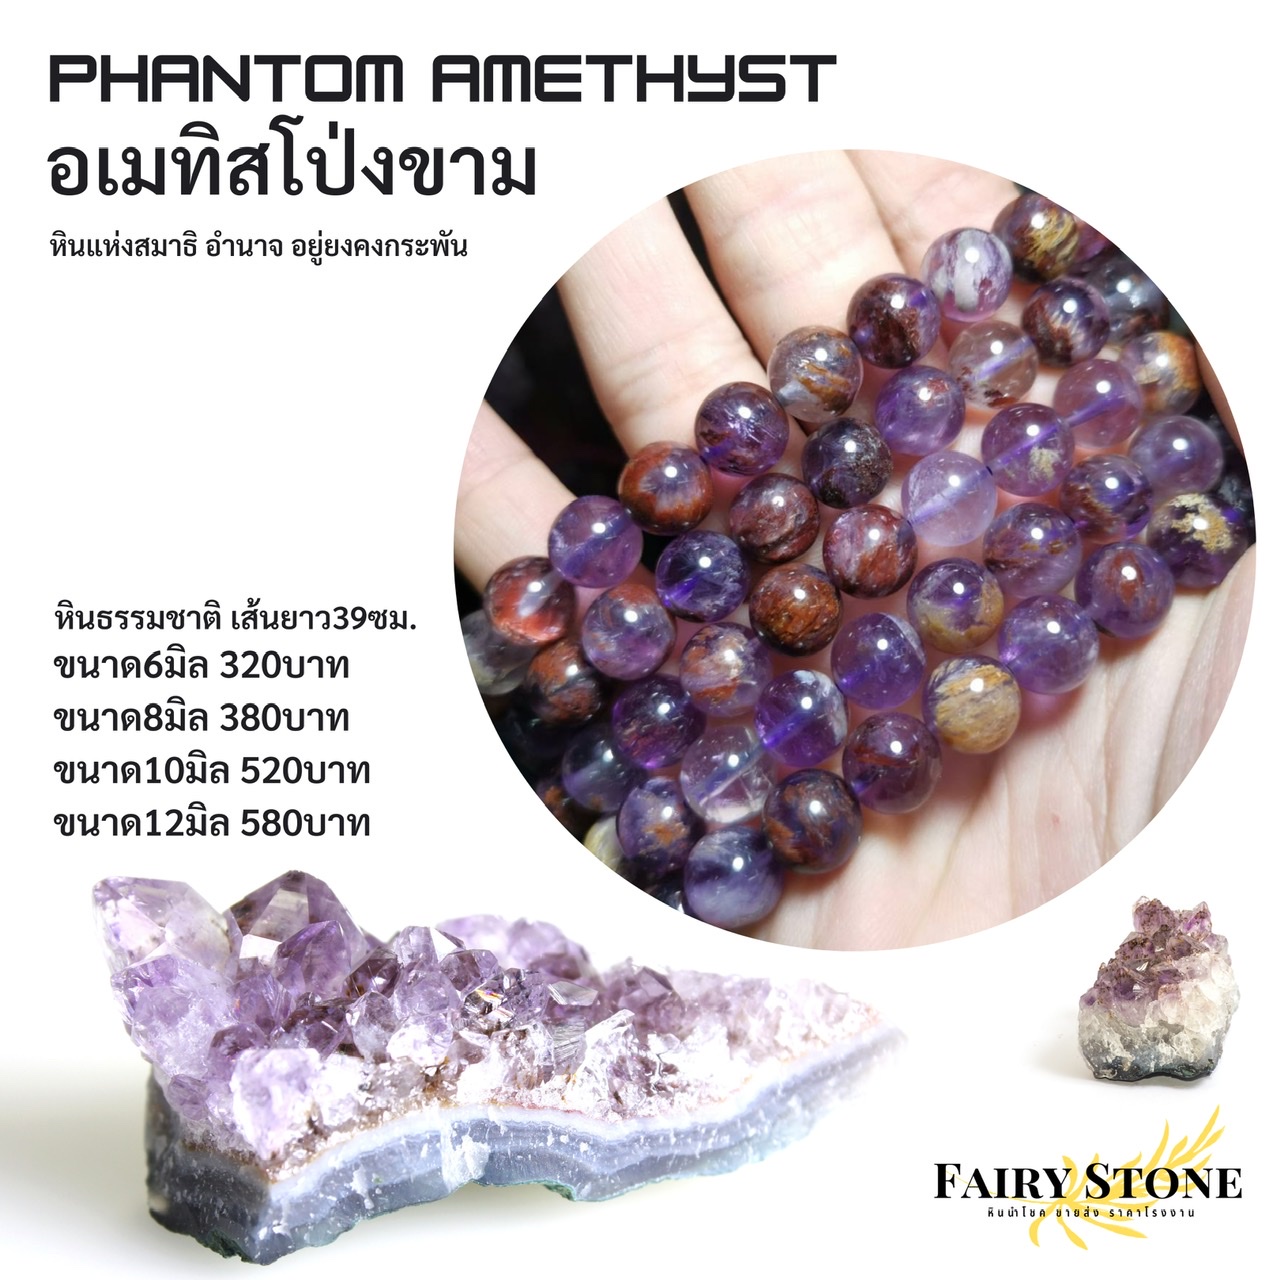 PHANTOM AMETHYST
อเมทิสโป่งขาม
หินแห่งสมาธิ อำนาจ อยู่ยงคงกระพัน
หินธรรมชาติ เส้นยาว39ซม.
ขนาด6มิล 320บาท
ขนาด8มิล 380บาท
ขนาด10มิล 520บาท
ขนาด12มิล 580บาท
FAIRY STONE
หินนำโชค ขายส่ง ราคาโรงงาน